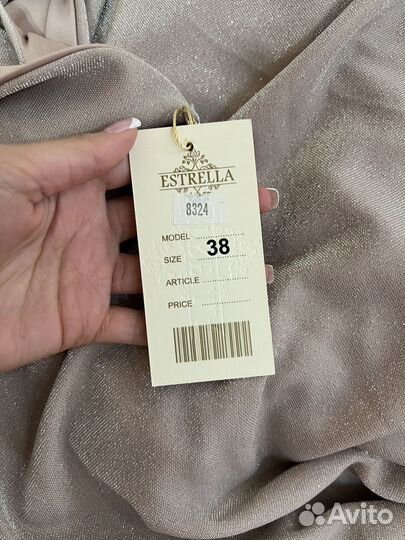 ESTRELLA
8324
MODEL
SIZE 38
ARTICLE
PRICE
Avito